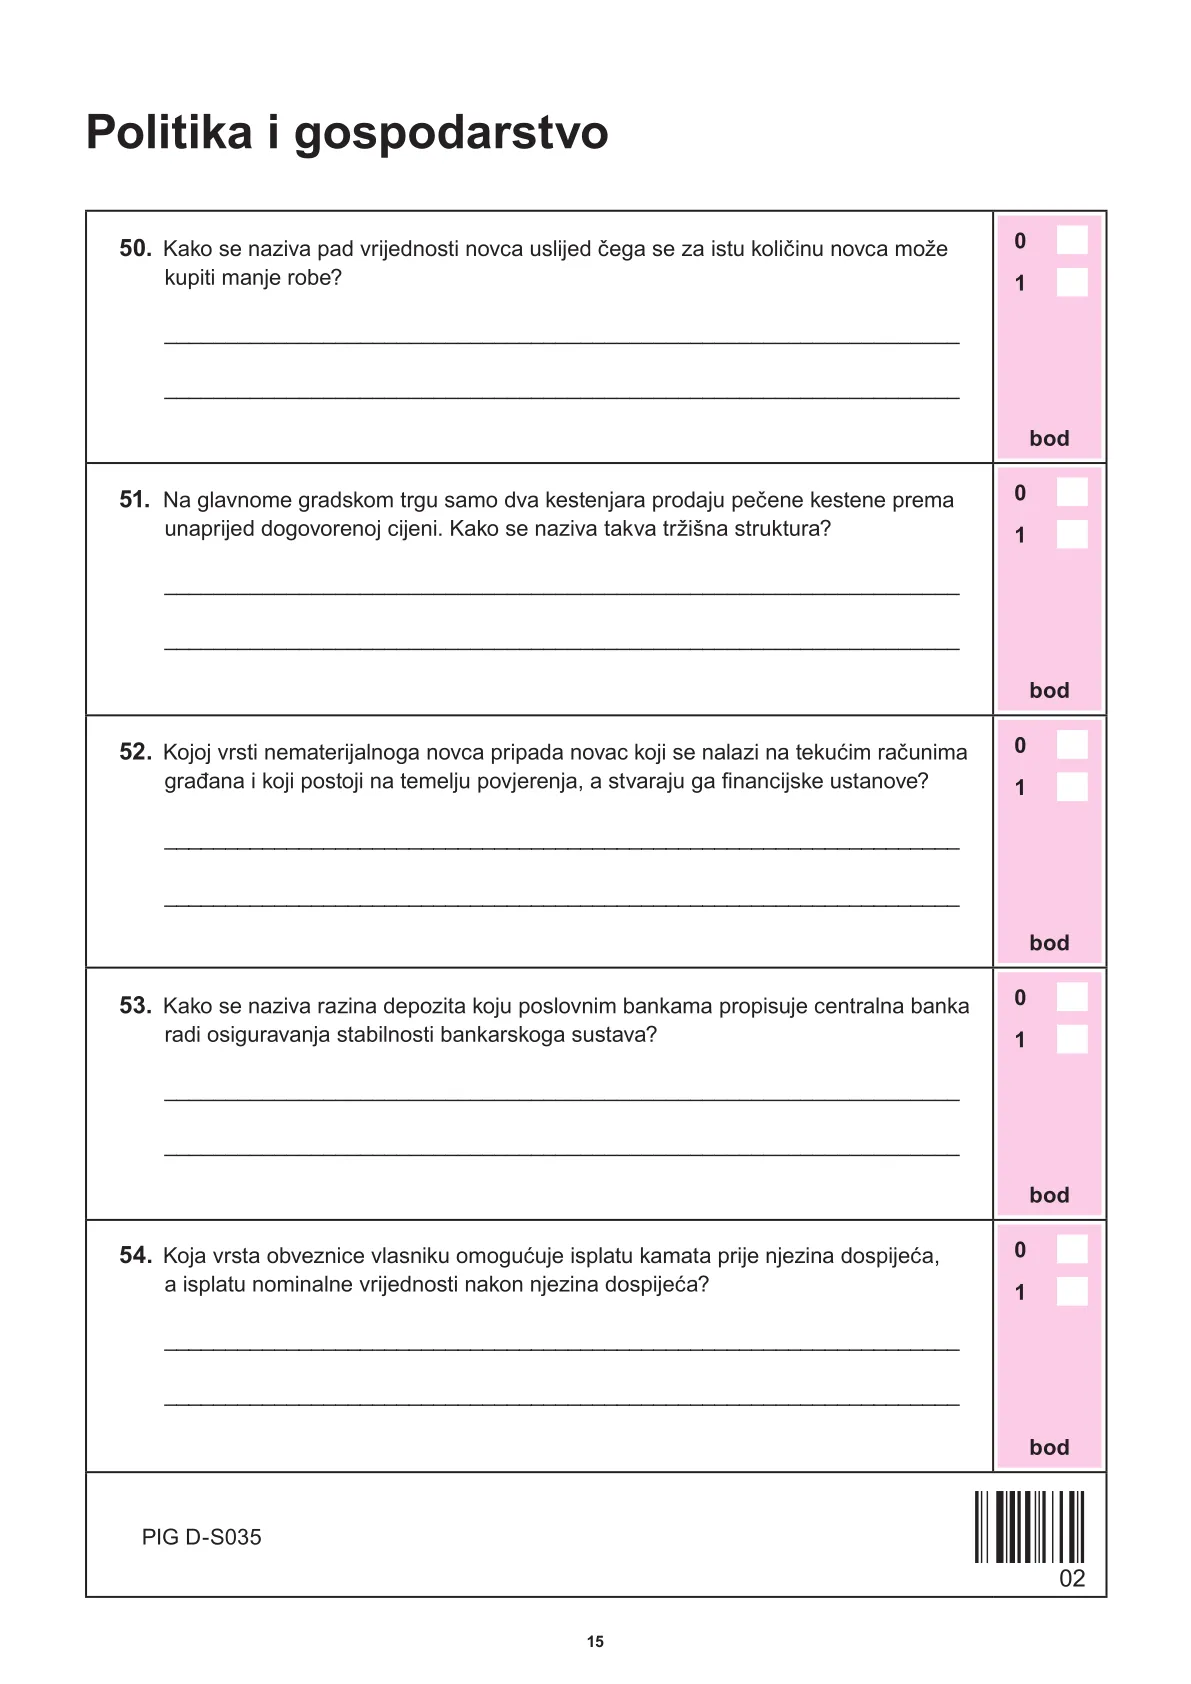 Politika i gospodarstvo
50. Kako se naziva pad vrijednosti novca uslijed čega se za istu količinu novca može
kupiti manje robe?
0
1
bod
51. Na glavnome gradskom trgu samo dva kestenjara prodaju pečene kestene prema
unaprijed dogovorenoj cijeni. Kako se naziva takva tržišna struktura?
0
1
bod
52. Kojoj vrsti nematerijalnoga novca pripada novac koji se nalazi na tekućim računima
građana i koji postoji na temelju povjerenja, a stvaraju ga financijske ustanove?
0
1
bod
53. Kako se naziva razina depozita koju poslovnim bankama propisuje centralna banka
radi osiguravanja stabilnosti bankarskoga sustava?
0
1
bod
54. Koja vrsta obveznice vlasniku omogućuje isplatu kamata prije njezina dospijeća,
a isplatu nominalne vrijednosti nakon njezina dospijeća?
0
1
bod
PIG D-S035
02
15